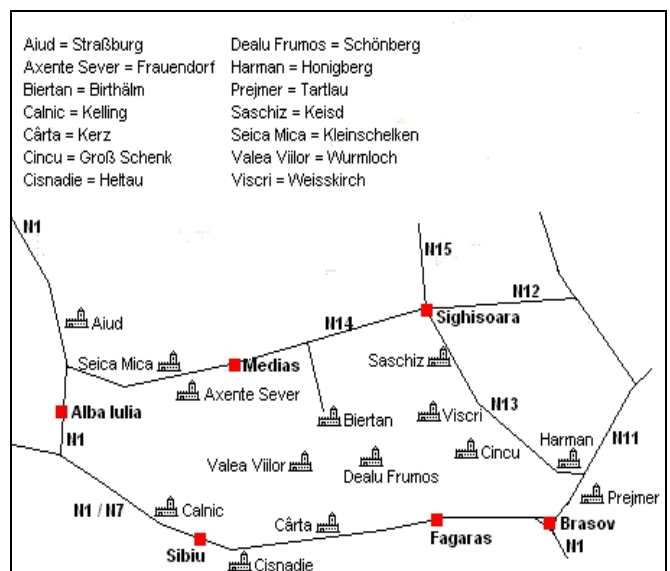 Aiud = Straßburg
Axente Sever = Frauendorf
Biertan = Birthälm
Calnic = Kelling
Cârta = Kerz
Cincu = Groß Schenk
Cisnadie = Heltau
Dealu Frumos = Schönberg
Harman = Honigberg
Prejmer = Tartlau
Saschiz = Keisd
Seica Mica = Kleinschelken
Valea Viilor = Wurmloch
Viscri = Weisskirch
N1
N15
N12
Aiud
N14
Sighisoara
Seica Mica
Medias
Saschiz
Axente Sever
N13
Alba Iulia
Biertan
Viscri
N1
Cincu
Harman
N11
Valea Viilor
Dealu Frumos
Prejmer
N1 / N7
Calnic
Cârta
Sibiu
Fagaras
Brasov
N1
Cisnadie